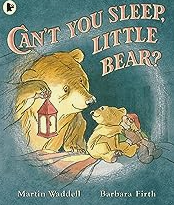 CAN'T YOU SLEEP,
LITTLE
BEAR?
Martin Waddell Barbara Firth